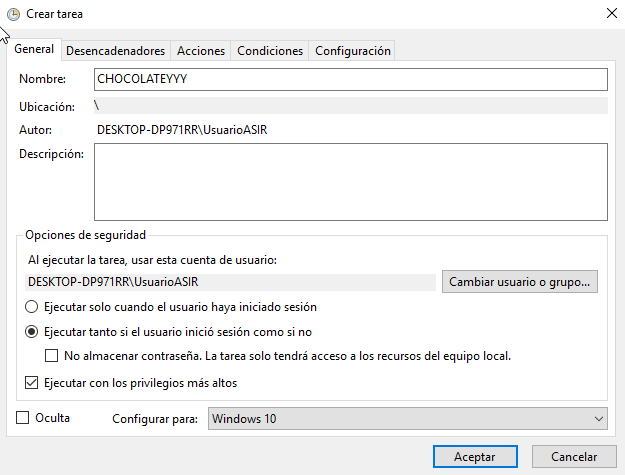 Crear tarea
General Desencadenadores Acciones Condiciones Configuración
Nombre: CHOCOLATEYYY
Ubicación: \
Autor: DESKTOP-DP971RR\UsuarioASIR
Descripción:
Opciones de seguridad
Al ejecutar la tarea, usar esta cuenta de usuario:
DESKTOP-DP971RR\UsuarioASIR Cambiar usuario o grupo...
Ejecutar solo cuando el usuario haya iniciado sesión
Ejecutar tanto si el usuario inició sesión como si no
No almacenar contraseña. La tarea solo tendrá acceso a los recursos del equipo local.
Ejecutar con los privilegios más altos
Oculta Configurar para: Windows 10
Aceptar Cancelar